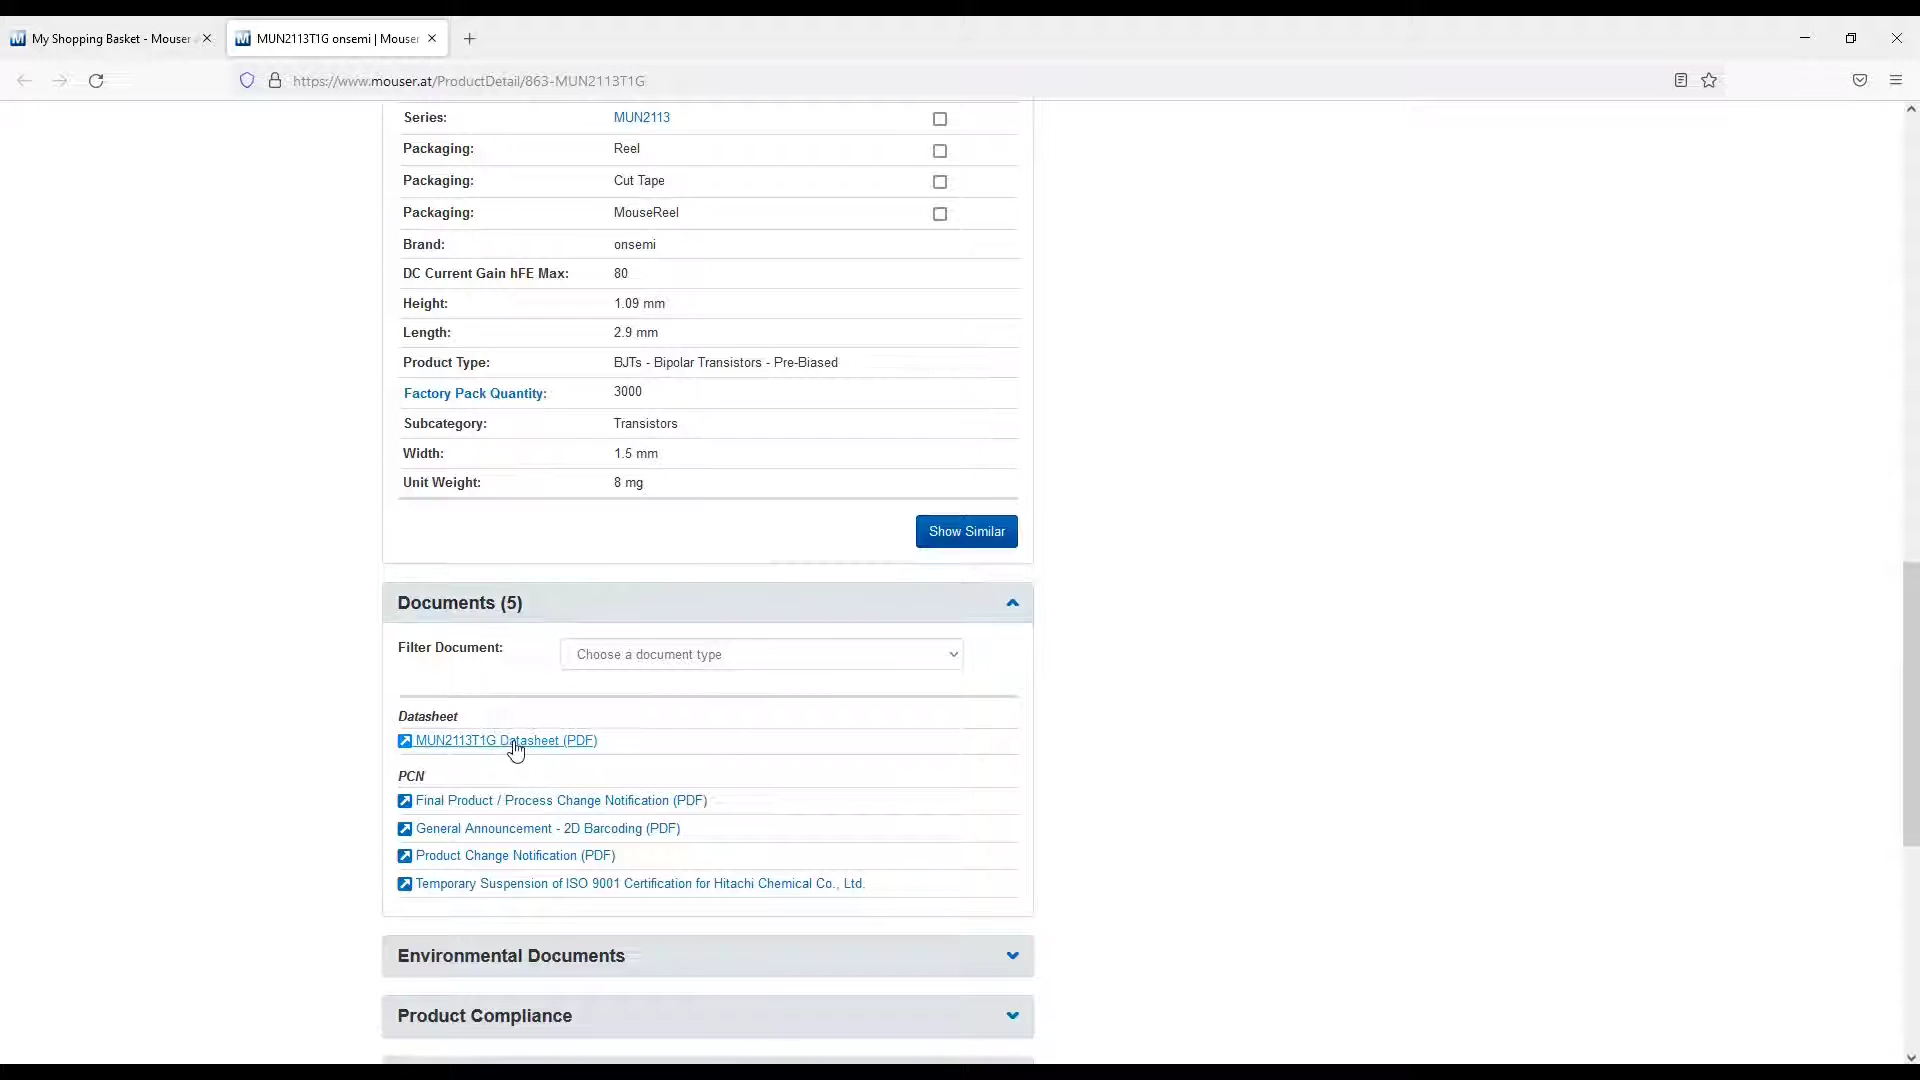 My Shopping Basket - Mouser
MUN2113T1G onsemi | Mouser
https://www.mouser.at/ProductDetail/863-MUN2113T1G
Series: MUN2113
Packaging: Reel
Packaging: Cut Tape
Packaging: MouseReel
Brand: onsemi
DC Current Gain hFE Max: 80
Height: 1.09 mm
Length: 2.9 mm
Product Type: BJTs - Bipolar Transistors - Pre-Biased
Factory Pack Quantity: 3000
Subcategory: Transistors
Width: 1.5 mm
Unit Weight: 8 mg
Show Similar
Documents (5)
Filter Document: Choose a document type
Datasheet
MUN2113T1G Datasheet (PDF)
PCN
Final Product / Process Change Notification (PDF)
General Announcement - 2D Barcoding (PDF)
Product Change Notification (PDF)
Temporary Suspension of ISO 9001 Certification for Hitachi Chemical Co., Ltd.
Environmental Documents
Product Compliance